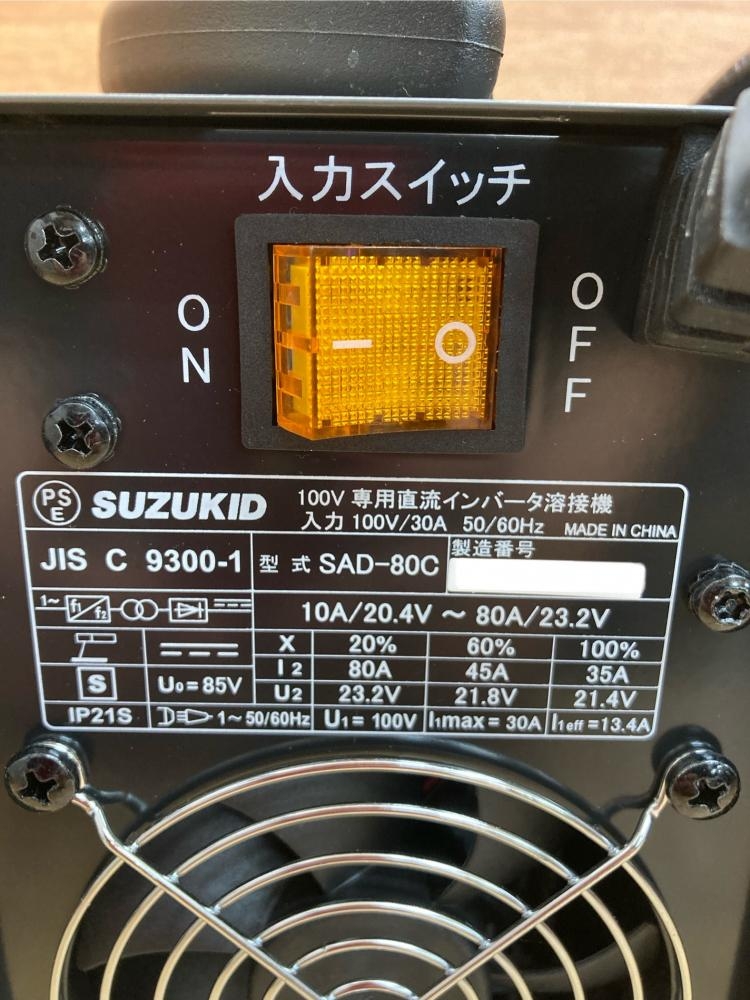 入力スイッチ
ON
OFF
PSE SUZUKID 100V 専用直流インバータ溶接機
入力 100V/30A 50/60Hz MADE IN CHINA
JIS C 9300-1 型式 SAD-80C 製造番号
1~ f1 f2
10A/20.4V ~ 80A/23.2V
X 20% 60% 100%
I2 80A 45A 35A
S U0=85V U2 23.2V 21.8V 21.4V
IP21S 1~50/60Hz U1=100V I1max=30A I1eff=13.4A